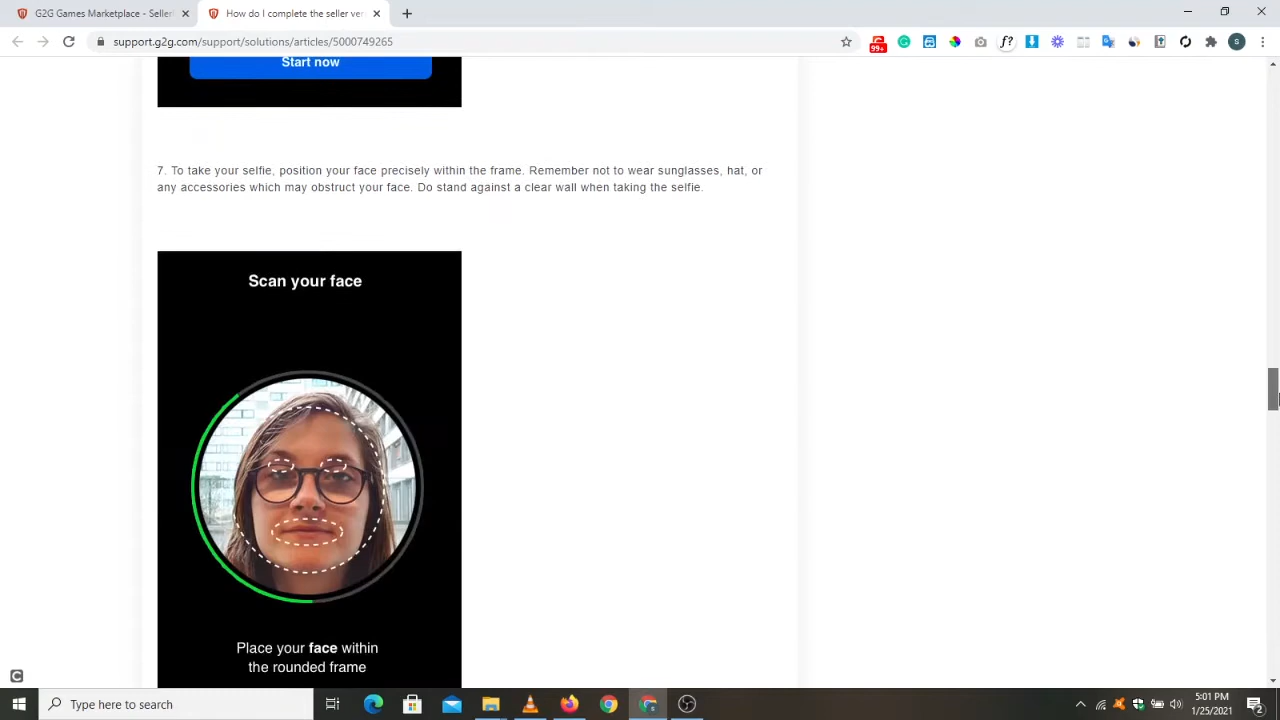 G2G Games Marketplace - Seller
How do I complete the seller ver
support.g2g.com/support/solutions/articles/5000749265
99+
f?
S
Start now
7. To take your selfie, position your face precisely within the frame. Remember not to wear sunglasses, hat, or
any accessories which may obstruct your face. Do stand against a clear wall when taking the selfie.
Scan your face
Place your face within
the rounded frame
C
Type here to search
5:01 PM
1/25/2021
2